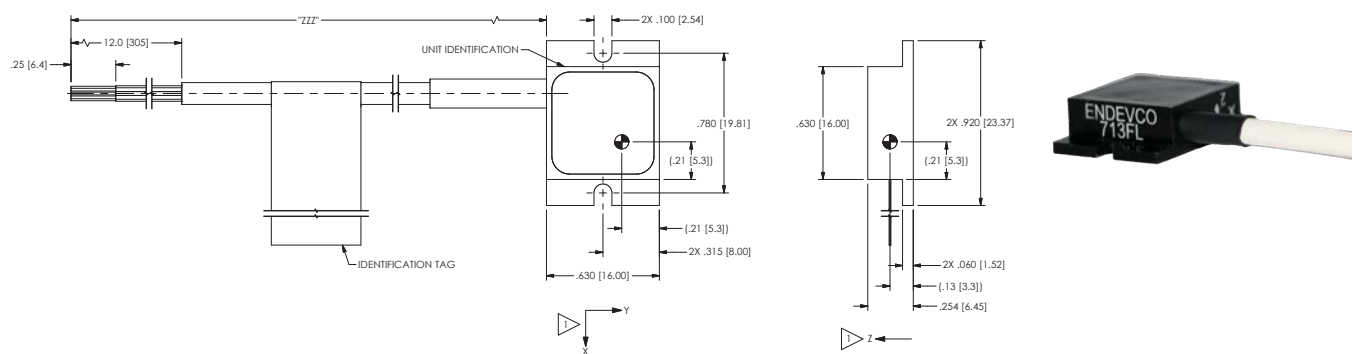 "ZZZ"
2X .100 [2.54]
12.0 [305]
UNIT IDENTIFICATION
.25 [6.4]
.780 [19.81]
.630 [16.00]
2X .920 [23.37]
(.21 [5.3])
(.21 [5.3])
(.21 [5.3])
2X .315 [8.00]
IDENTIFICATION TAG
.630 [16.00]
2X .060 [1.52]
(.13 [3.3])
.254 [6.45]
1
Y
X
1 Z
ENDEVCO
713FL
Z